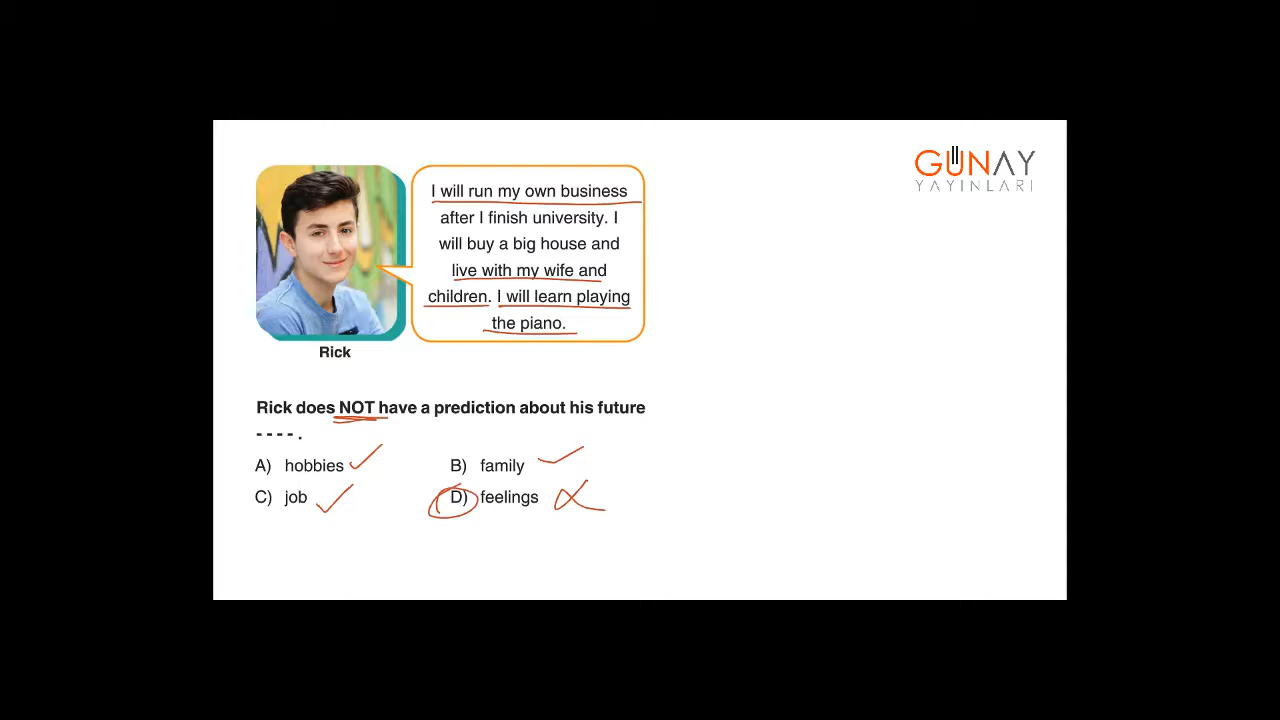 GÜNAY
YAYINLARI
I will run my own business
after I finish university. I
will buy a big house and
live with my wife and
children. I will learn playing
the piano.
Rick
Rick does NOT have a prediction about his future
---- .
A) hobbies
B) family
C) job
D) feelings